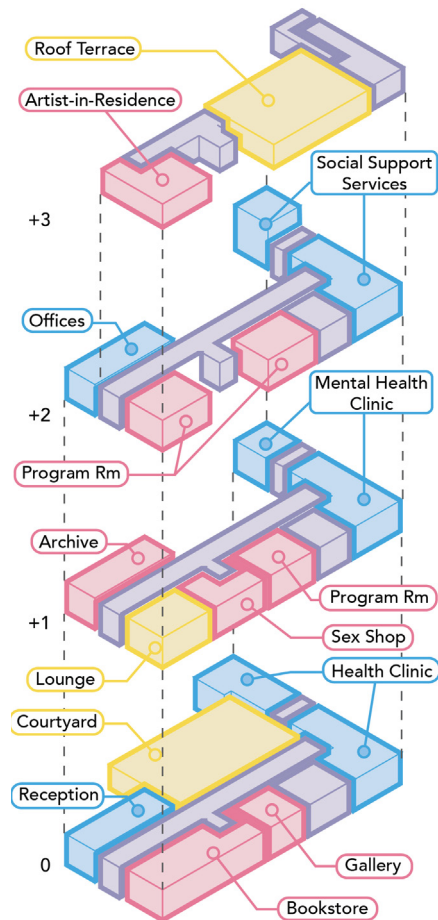 Roof Terrace
Artist-in-Residence
Social Support
Services
+3
Offices
Mental Health
Clinic
+2
Program Rm
Archive
Program Rm
+1
Sex Shop
Lounge
Health Clinic
Courtyard
Reception
0
Gallery
Bookstore